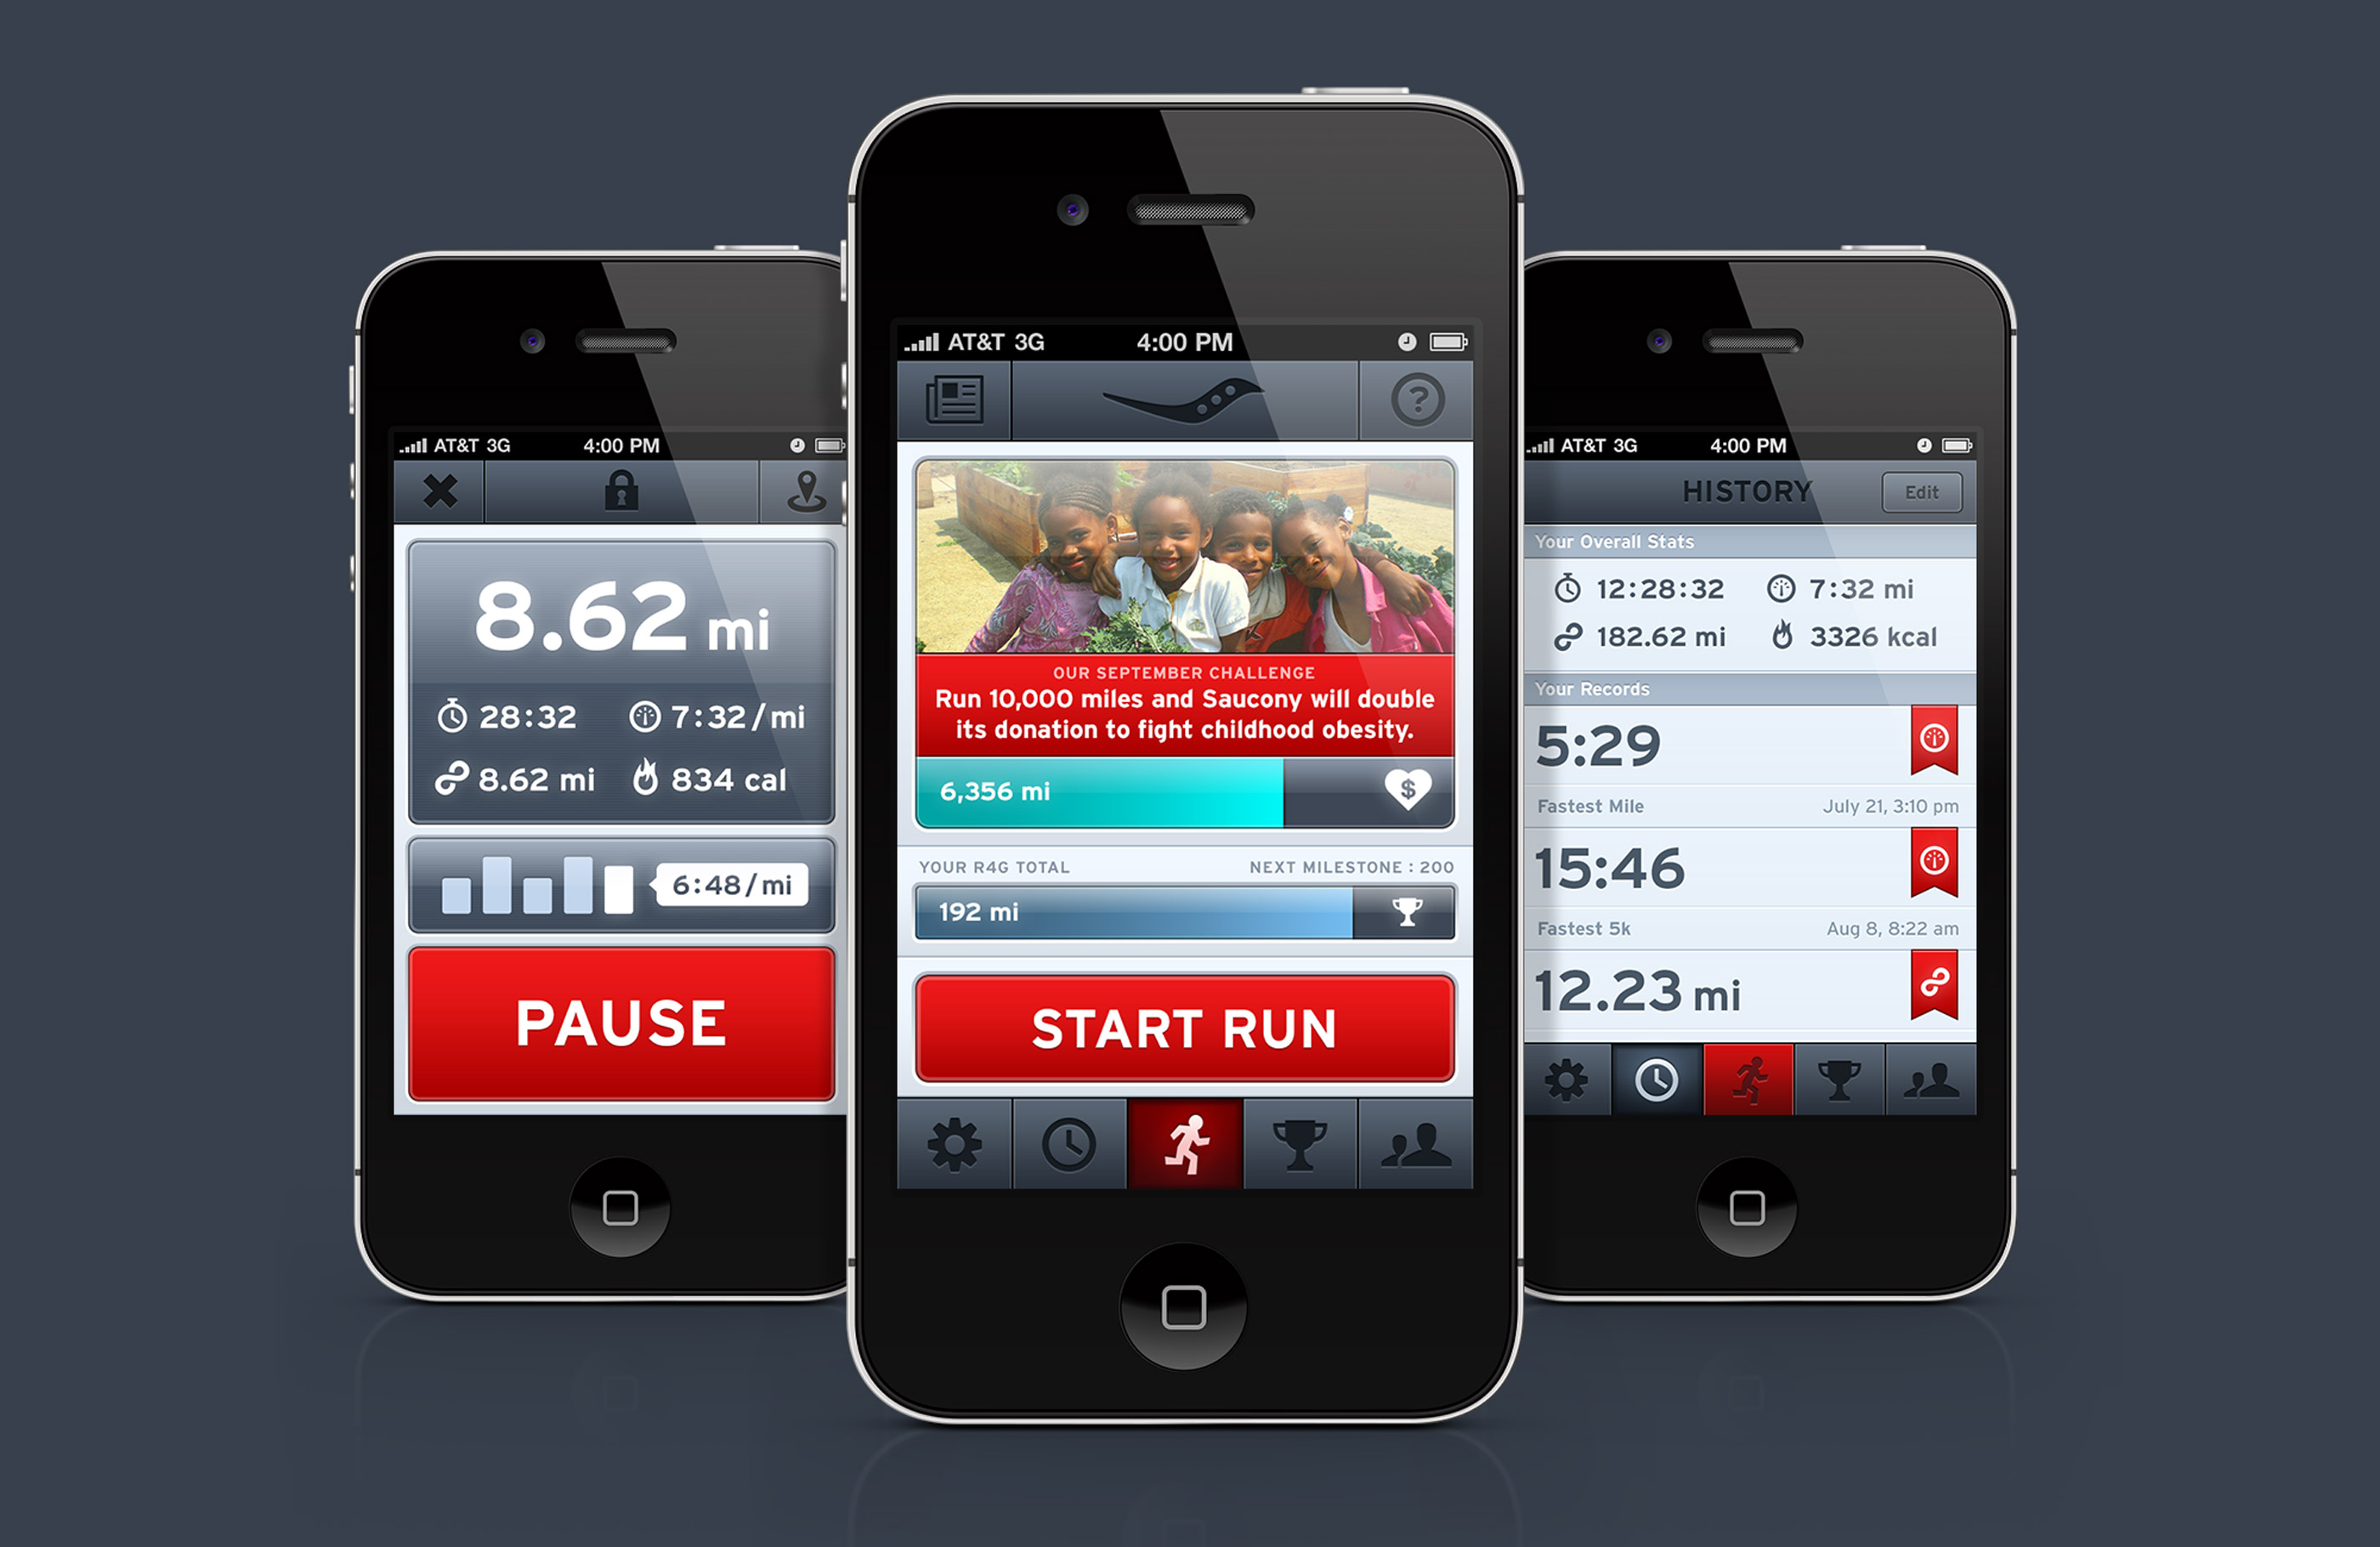 AT&T 3G 4:00 PM
8.62 mi
28:32 7:32/mi
8.62 mi 834 cal
6:48/mi
PAUSE
AT&T 3G 4:00 PM
?
OUR SEPTEMBER CHALLENGE
Run 10,000 miles and Saucony will double
its donation to fight childhood obesity.
6,356 mi $
YOUR R4G TOTAL NEXT MILESTONE : 200
192 mi
START RUN
AT&T 3G 4:00 PM
HISTORY Edit
Your Overall Stats
12:28:32 7:32 mi
182.62 mi 3326 kcal
Your Records
5:29
Fastest Mile July 21, 3:10 pm
15:46
Fastest 5k Aug 8, 8:22 am
12.23 mi